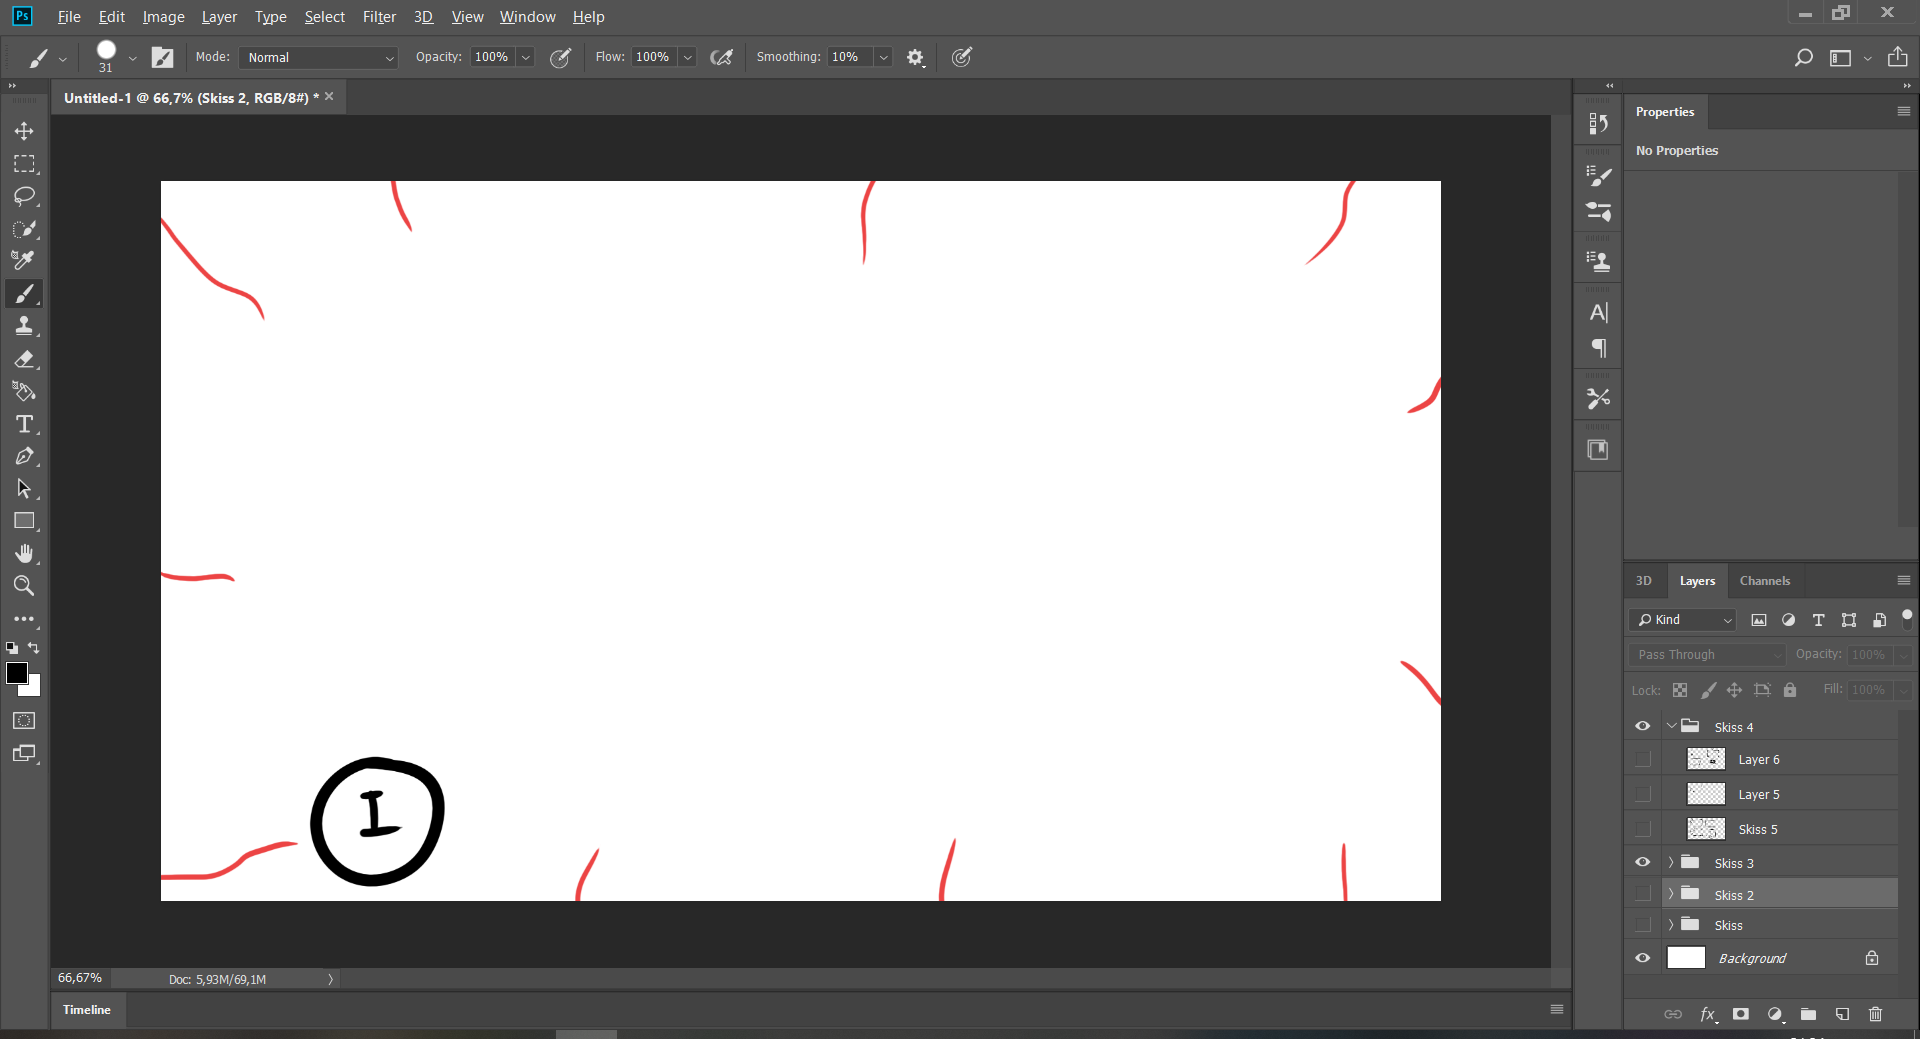 Ps File Edit Image Layer Type Select Filter 3D View Window Help
31 Mode: Normal Opacity: 100% Flow: 100% Smoothing: 10%
Untitled-1 @ 66,7% (Skiss 2, RGB/8#) *
Properties
No Properties
I
3D Layers Channels
Kind
Pass Through Opacity: 100%
Lock: Fill: 100%
Skiss 4
Layer 6
Layer 5
Skiss 5
Skiss 3
Skiss 2
Skiss
Background
66,67% Doc: 5,93M/69,1M
Timeline